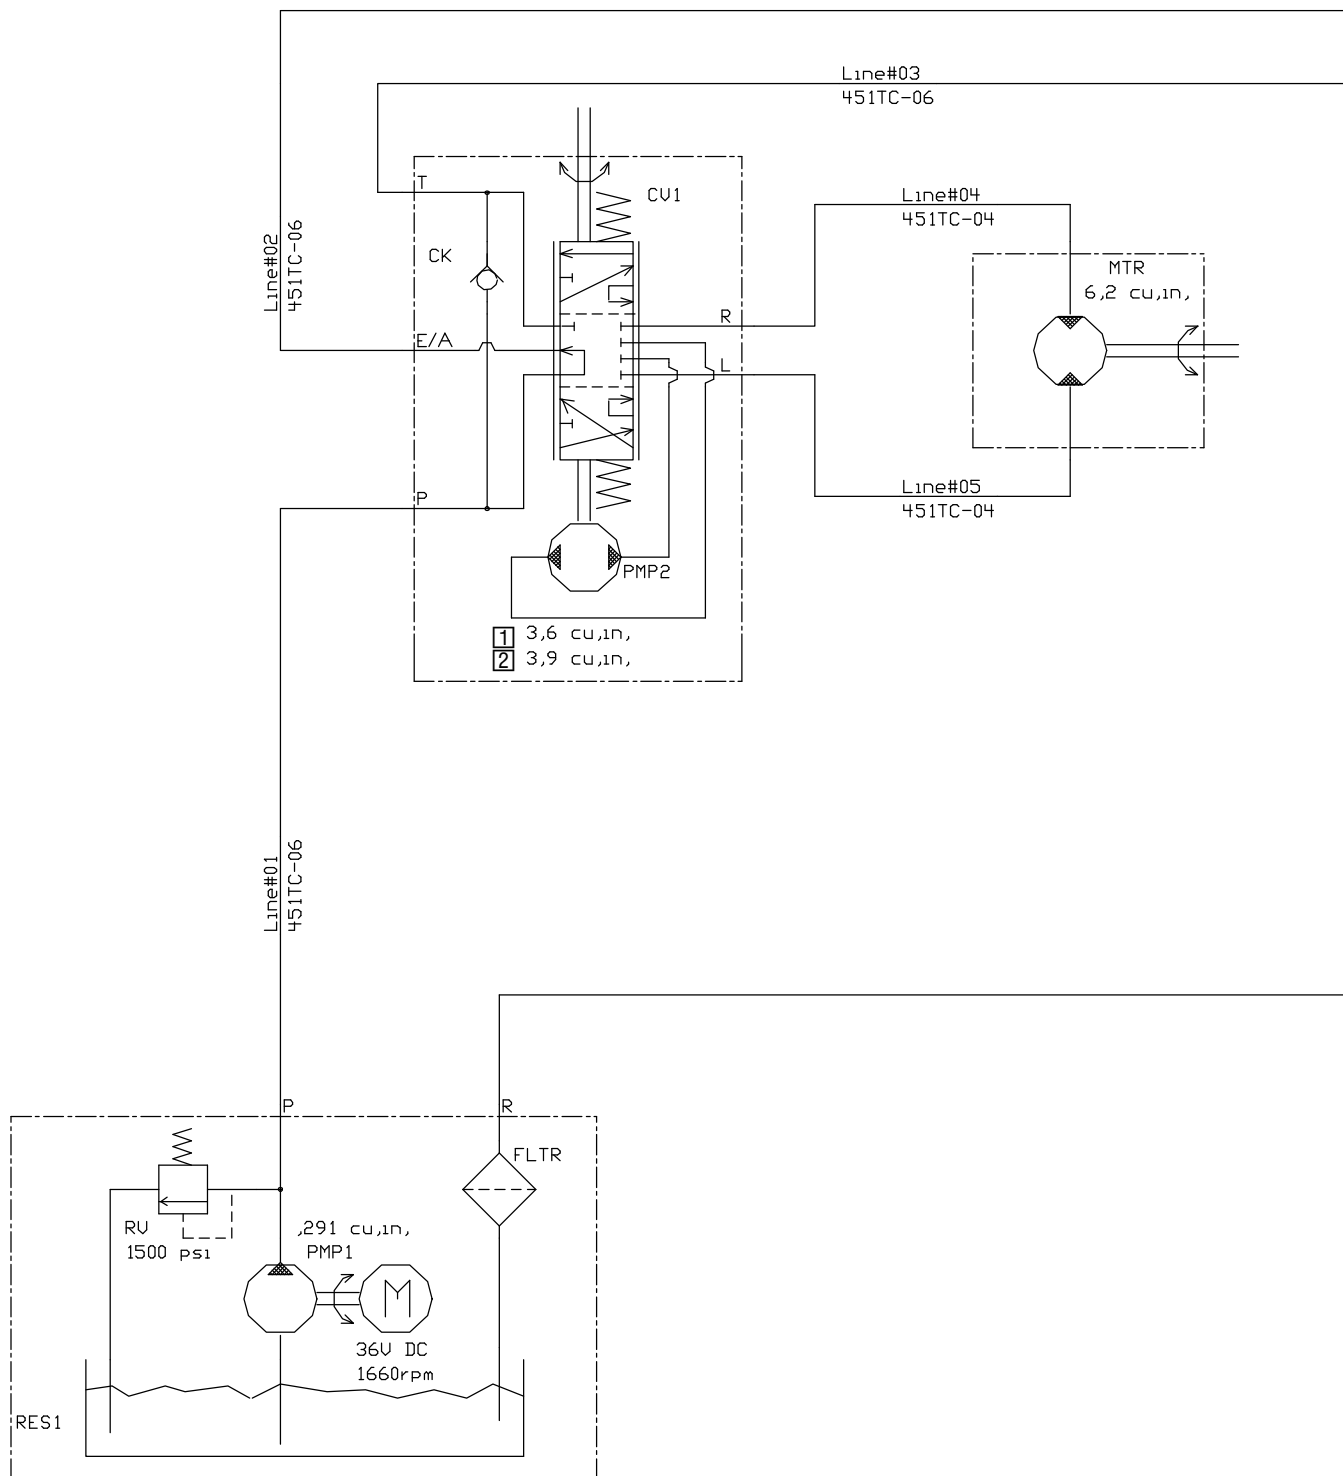 Line#03
451TC-06
Line#02
451TC-06
T
CV1
CK
Line#04
451TC-04
MTR
6,2 cu,in,
R
E/A
L
P
Line#05
451TC-04
PMP2
1 3,6 cu,in,
2 3,9 cu,in,
Line#01
451TC-06
P
R
FLTR
RV
1500 psi
,291 cu,in,
PMP1
M
36V DC
1660rpm
RES1